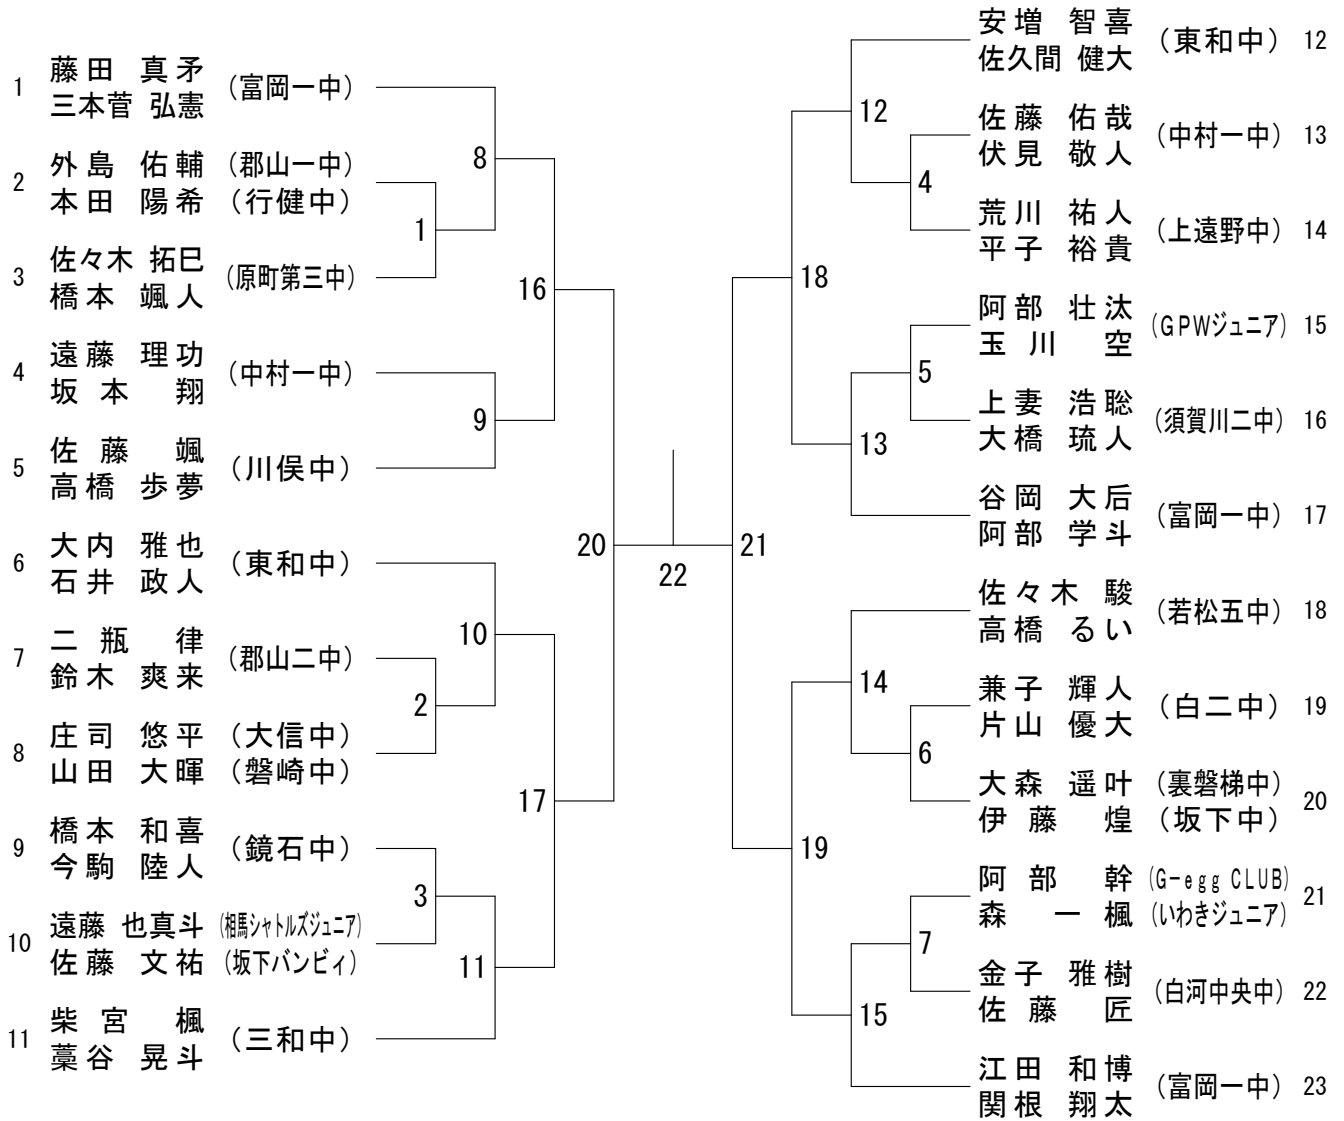 1 藤田 真矛 (富岡一中)
三本菅 弘憲
2 外島 佑輔 (郡山一中)
本田 陽希 (行健中)
3 佐々木 拓巳 (原町第三中)
橋本 颯人
4 遠藤 理功 (中村一中)
坂本 翔
5 佐藤 颯 (川俣中)
高橋 歩夢
6 大内 雅也 (東和中)
石井 政人
7 二瓶 律 (郡山二中)
鈴木 爽来
8 庄司 悠平 (大信中)
山田 大暉 (磐崎中)
9 橋本 和喜 (鏡石中)
今駒 陸人
10 遠藤 也真斗 (相馬シャトルズジュニア)
佐藤 文祐 (坂下バンビィ)
11 柴宮 楓 (三和中)
藁谷 晃斗
8
1
16
9
20
10
2
17
3
11
22
21
12
4
18
5
13
14
6
19
7
15
安増 智喜 (東和中) 12
佐久間 健大
佐藤 佑哉 (中村一中) 13
伏見 敬人
荒川 祐人 (上遠野中) 14
平子 裕貴
阿部 壮汰 (GPWジュニア) 15
玉川 空
上妻 浩聡 (須賀川二中) 16
大橋 琉人
谷岡 大后 (富岡一中) 17
阿部 学斗
佐々木 駿 (若松五中) 18
高橋 るい
兼子 輝人 (白二中) 19
片山 優大
大森 遥叶 (裏磐梯中) 20
伊藤 煌 (坂下中)
阿部 幹 (G-egg CLUB) 21
森 一楓 (いわきジュニア)
金子 雅樹 (白河中央中) 22
佐藤 匠
江田 和博 (富岡一中) 23
関根 翔太